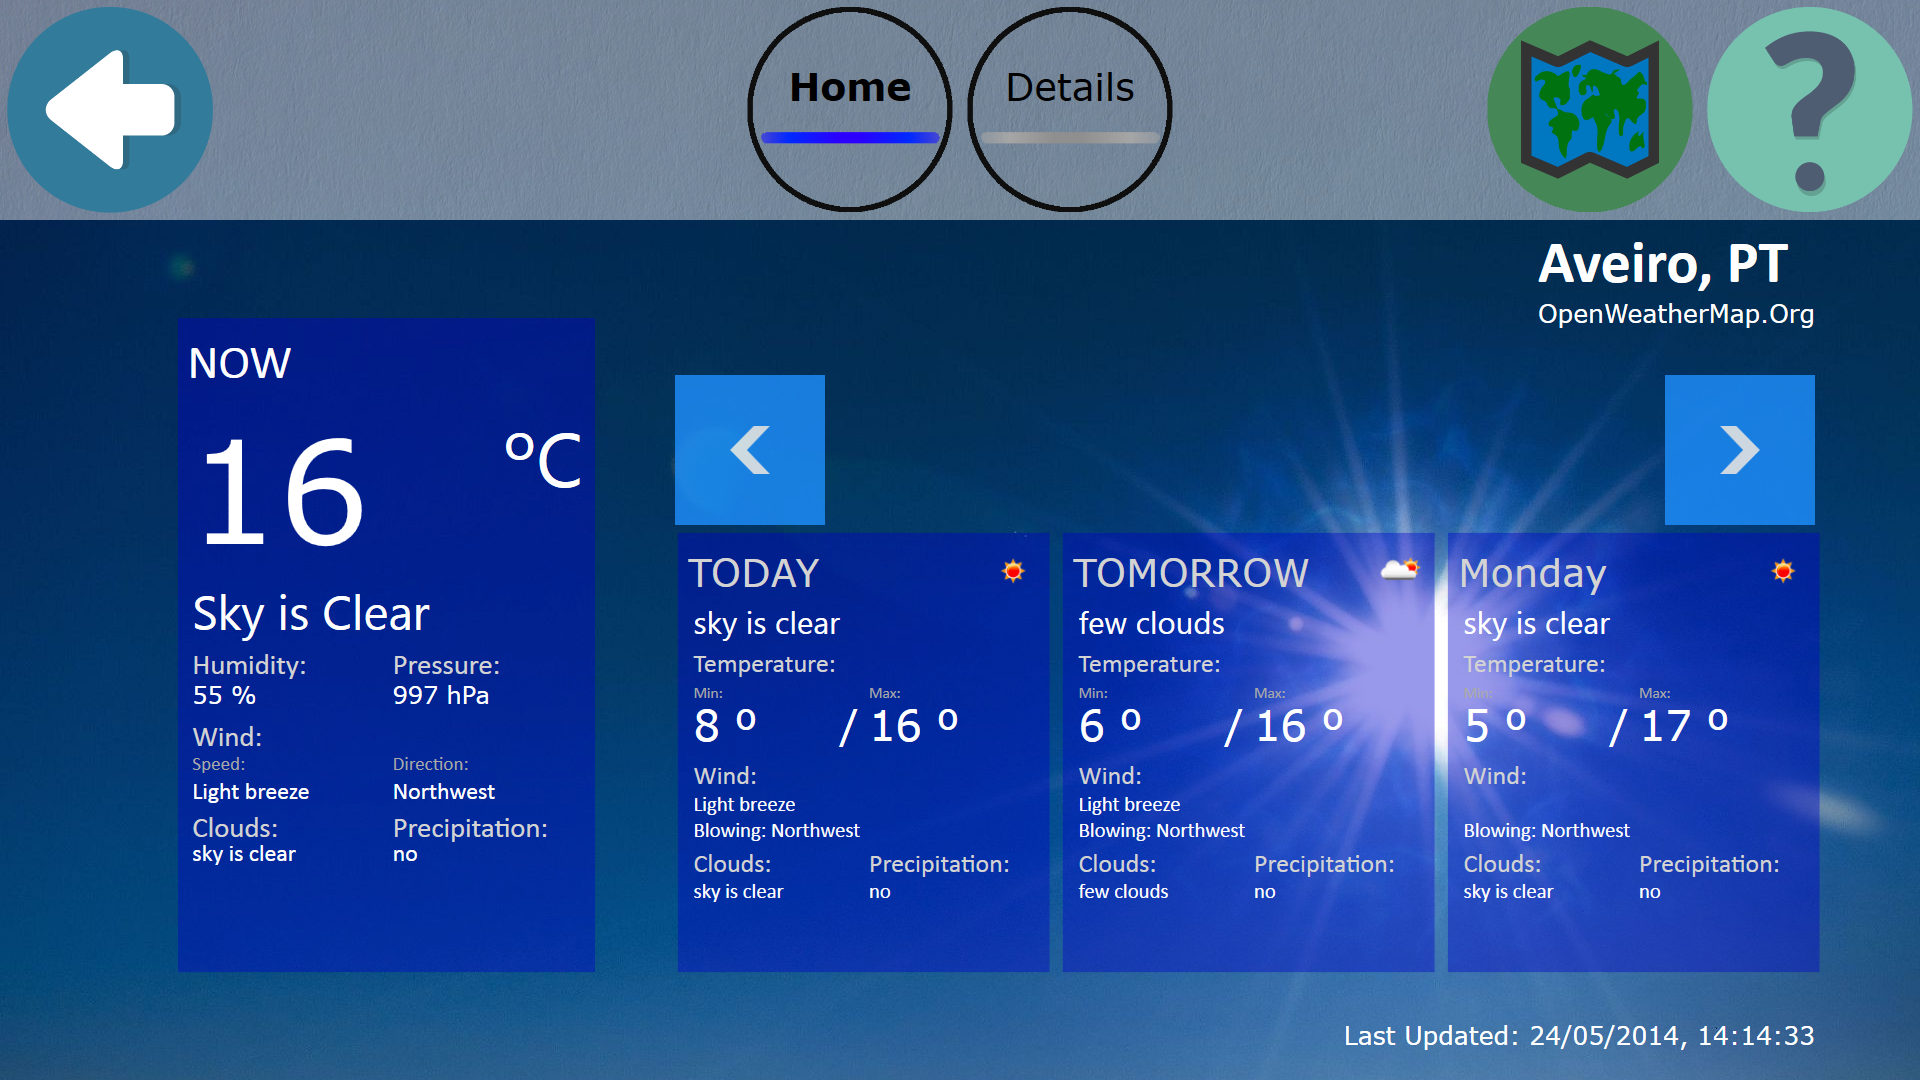 Home
Details
Aveiro, PT
OpenWeatherMap.Org
NOW
16 ºC
Sky is Clear
Humidity: Pressure:
55 % 997 hPa
Wind:
Speed: Direction:
Light breeze Northwest
Clouds: Precipitation:
sky is clear no
TODAY
sky is clear
Temperature:
Min: Max:
8 º / 16 º
Wind:
Light breeze
Blowing: Northwest
Clouds: Precipitation:
sky is clear no
TOMORROW
few clouds
Temperature:
Min: Max:
6 º / 16 º
Wind:
Light breeze
Blowing: Northwest
Clouds: Precipitation:
few clouds no
Monday
sky is clear
Temperature:
Min: Max:
5 º / 17 º
Wind:
Blowing: Northwest
Clouds: Precipitation:
sky is clear no
Last Updated: 24/05/2014, 14:14:33